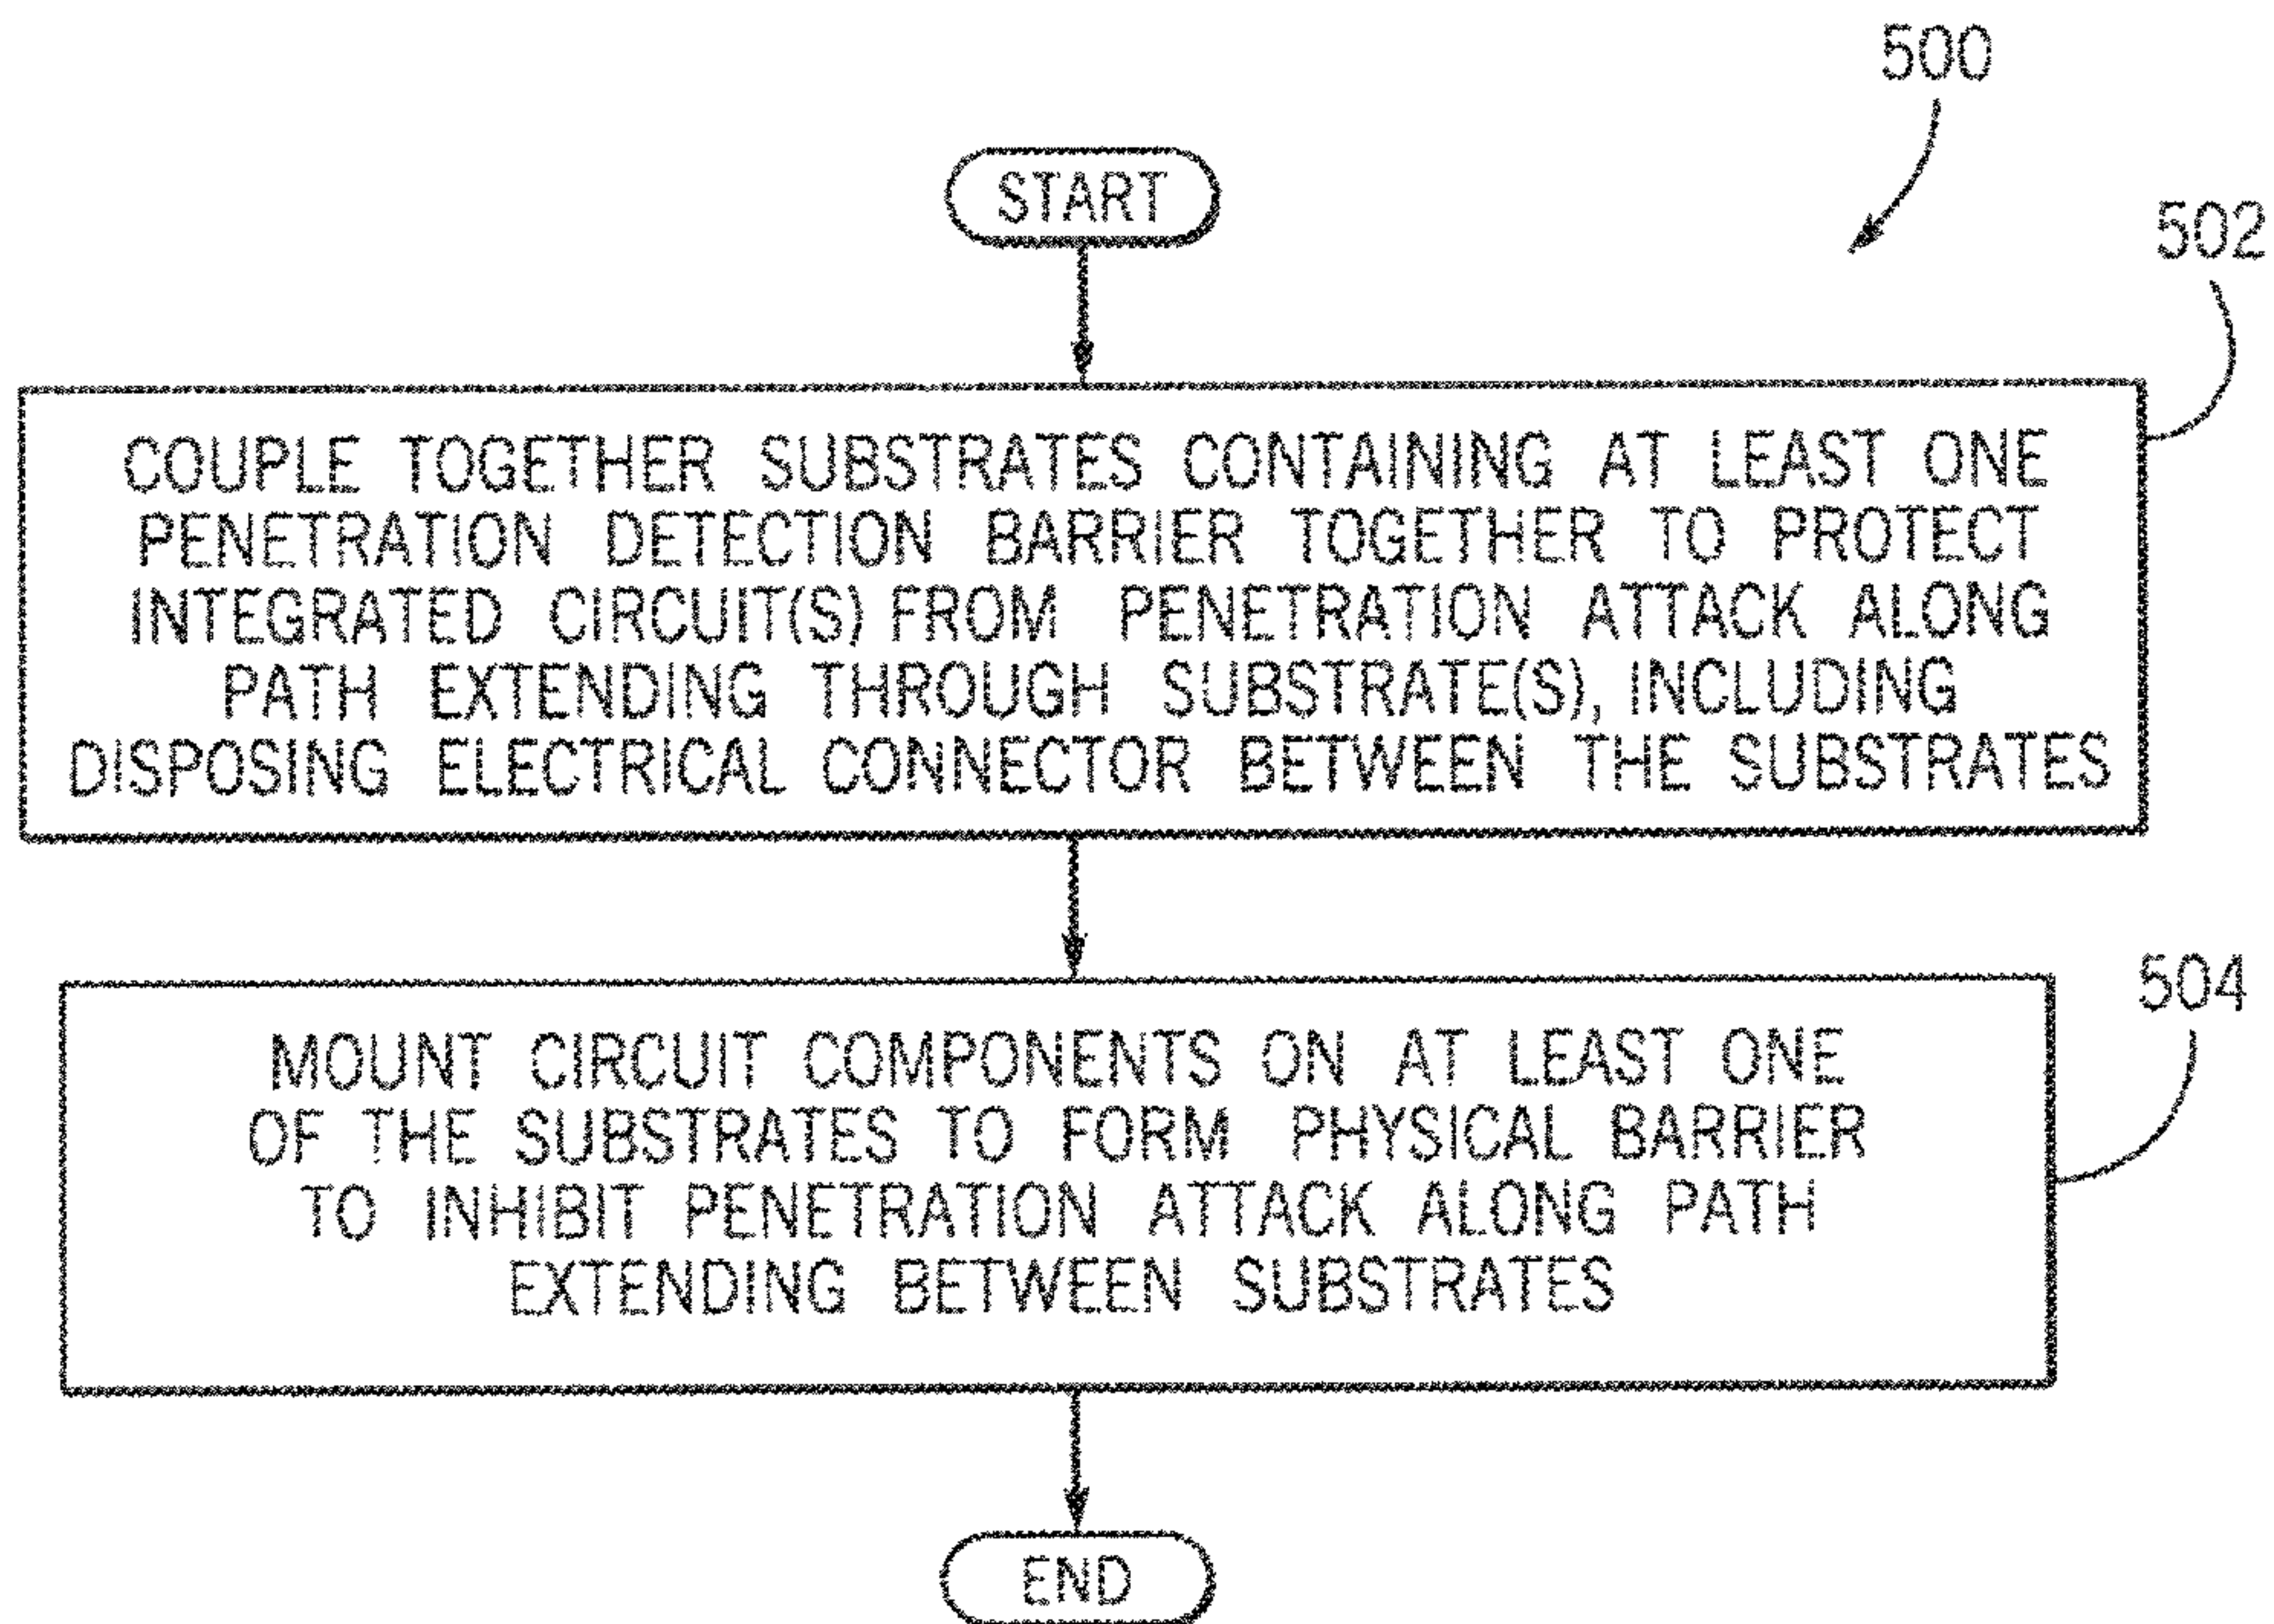 500
START
502
COUPLE TOGETHER SUBSTRATES CONTAINING AT LEAST ONE
PENETRATION DETECTION BARRIER TOGETHER TO PROTECT
INTEGRATED CIRCUIT(S) FROM PENETRATION ATTACK ALONG
PATH EXTENDING THROUGH SUBSTRATE(S), INCLUDING
DISPOSING ELECTRICAL CONNECTOR BETWEEN THE SUBSTRATES
504
MOUNT CIRCUIT COMPONENTS ON AT LEAST ONE
OF THE SUBSTRATES TO FORM PHYSICAL BARRIER
TO INHIBIT PENETRATION ATTACK ALONG PATH
EXTENDING BETWEEN SUBSTRATES
END